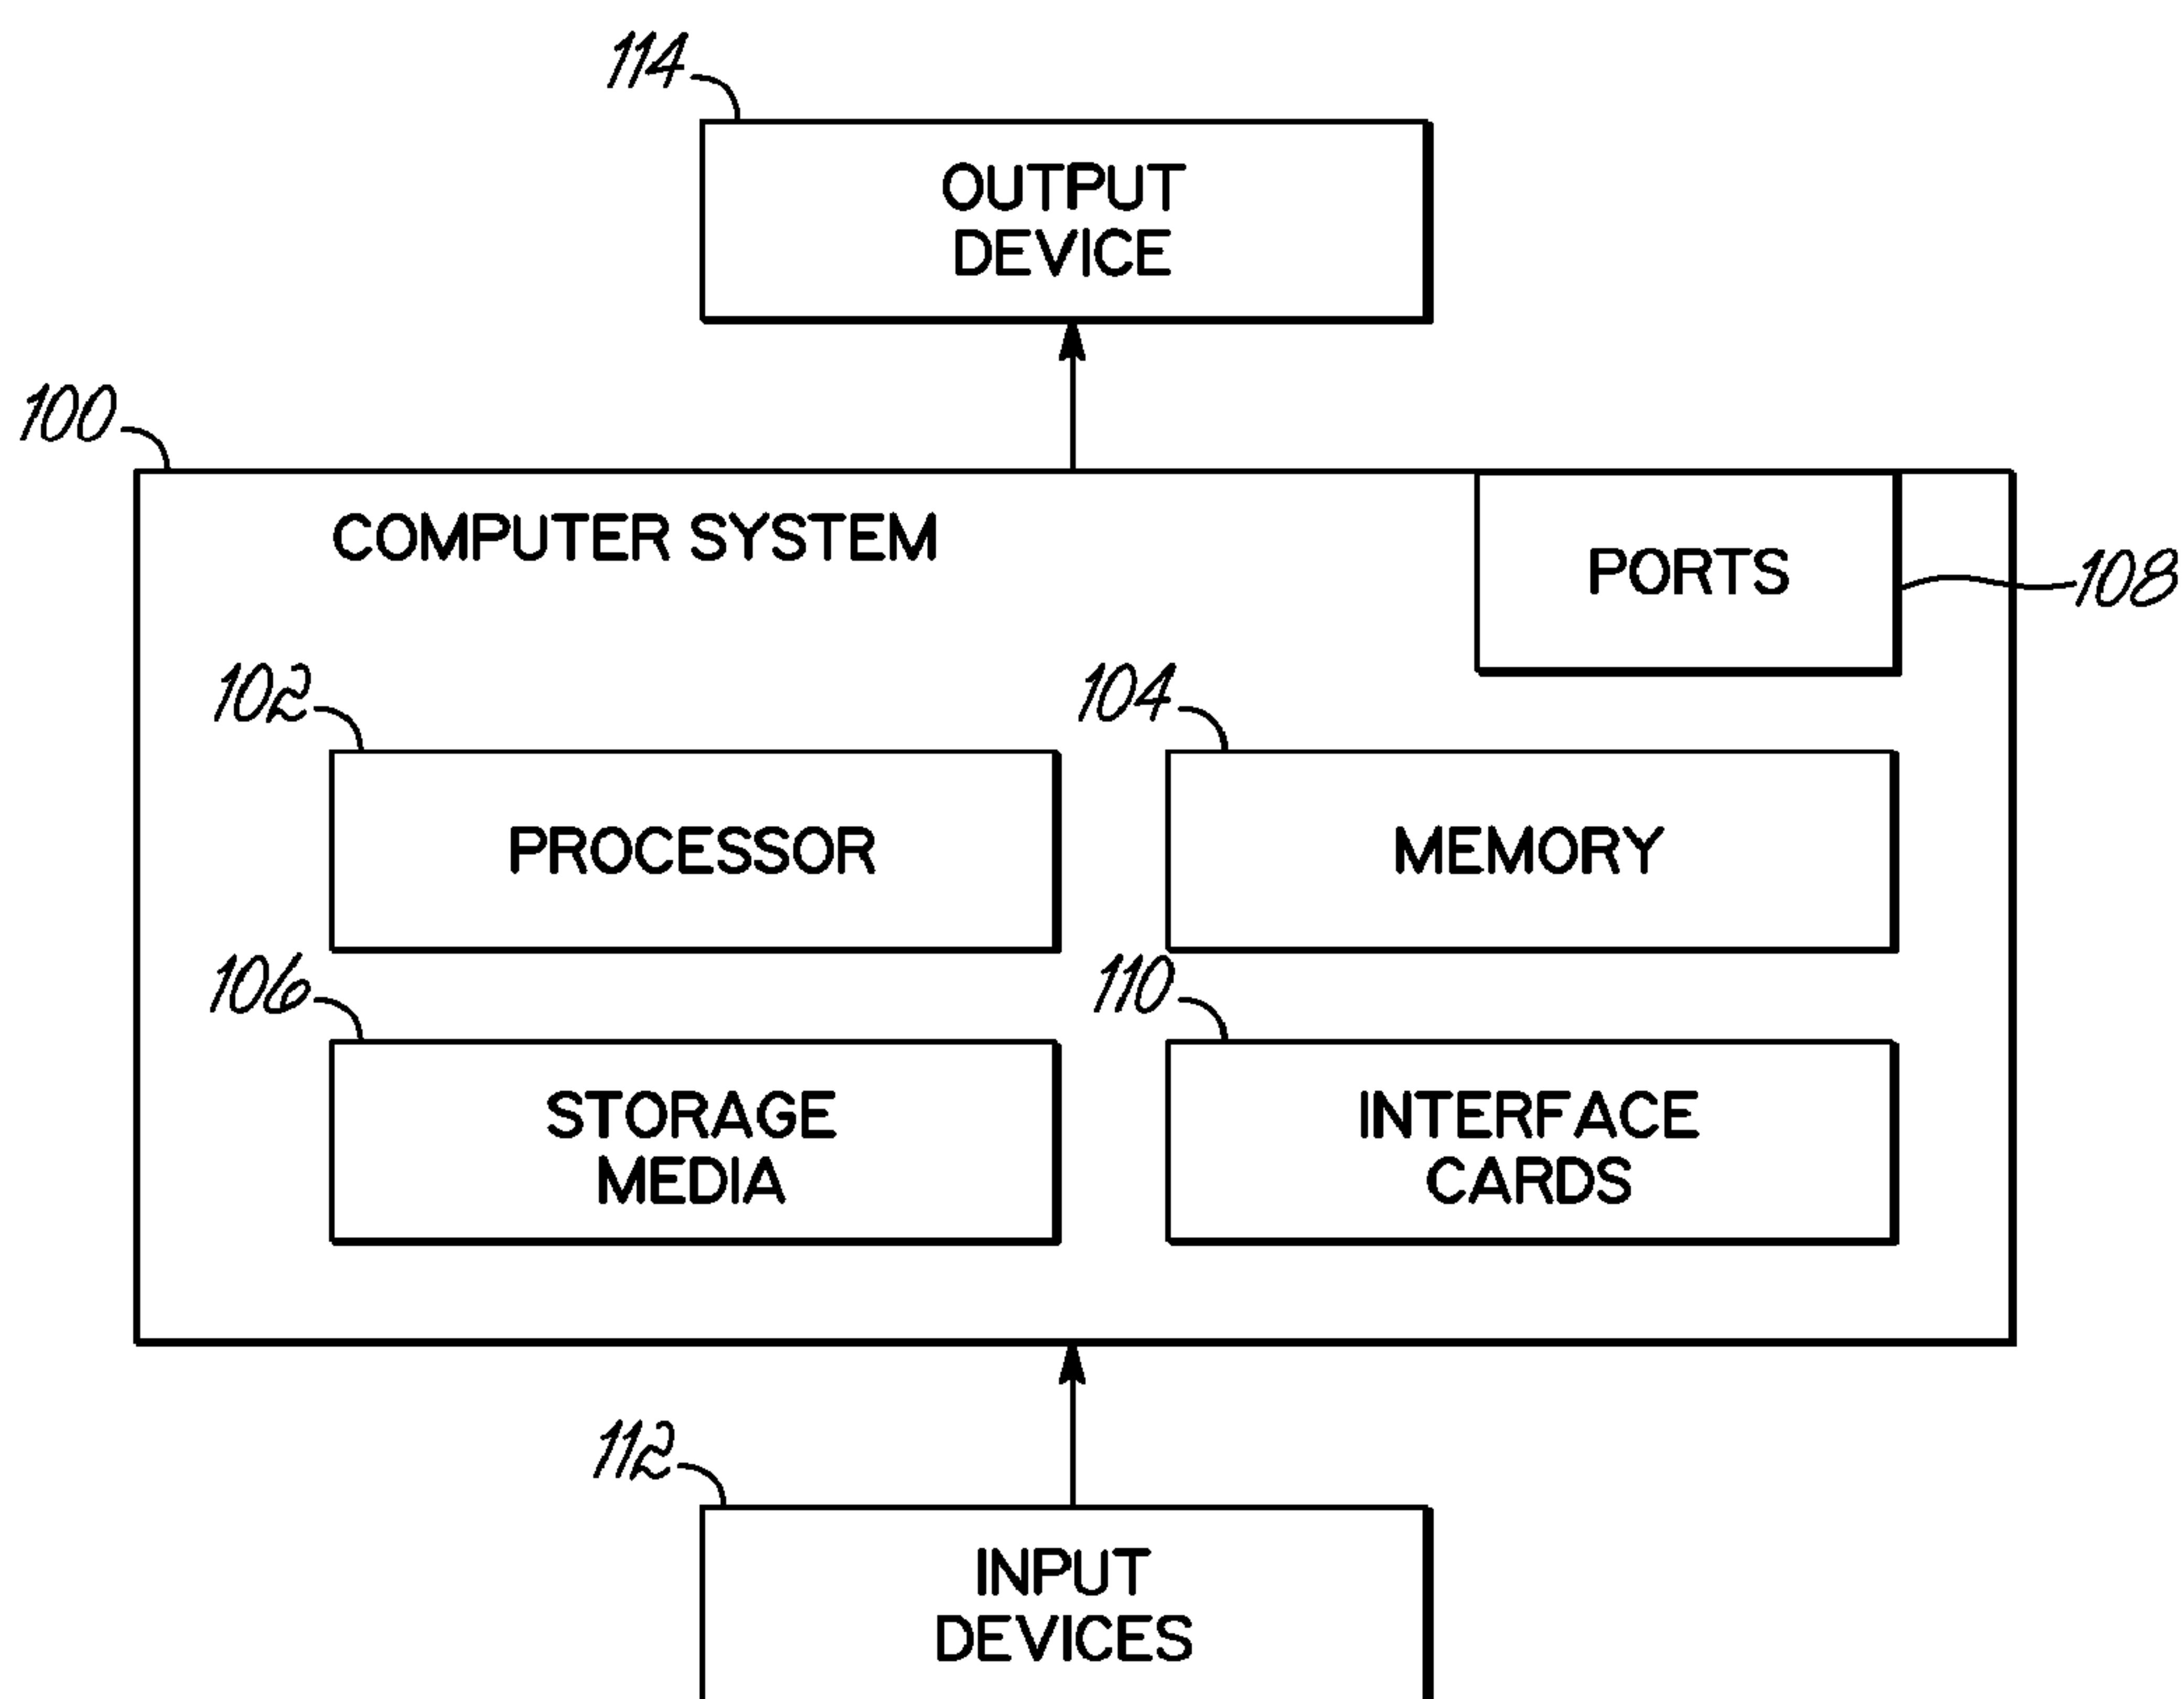 114
OUTPUT
DEVICE
100
COMPUTER SYSTEM
PORTS
108
102
104
PROCESSOR
MEMORY
106
110
STORAGE
MEDIA
INTERFACE
CARDS
112
INPUT
DEVICES